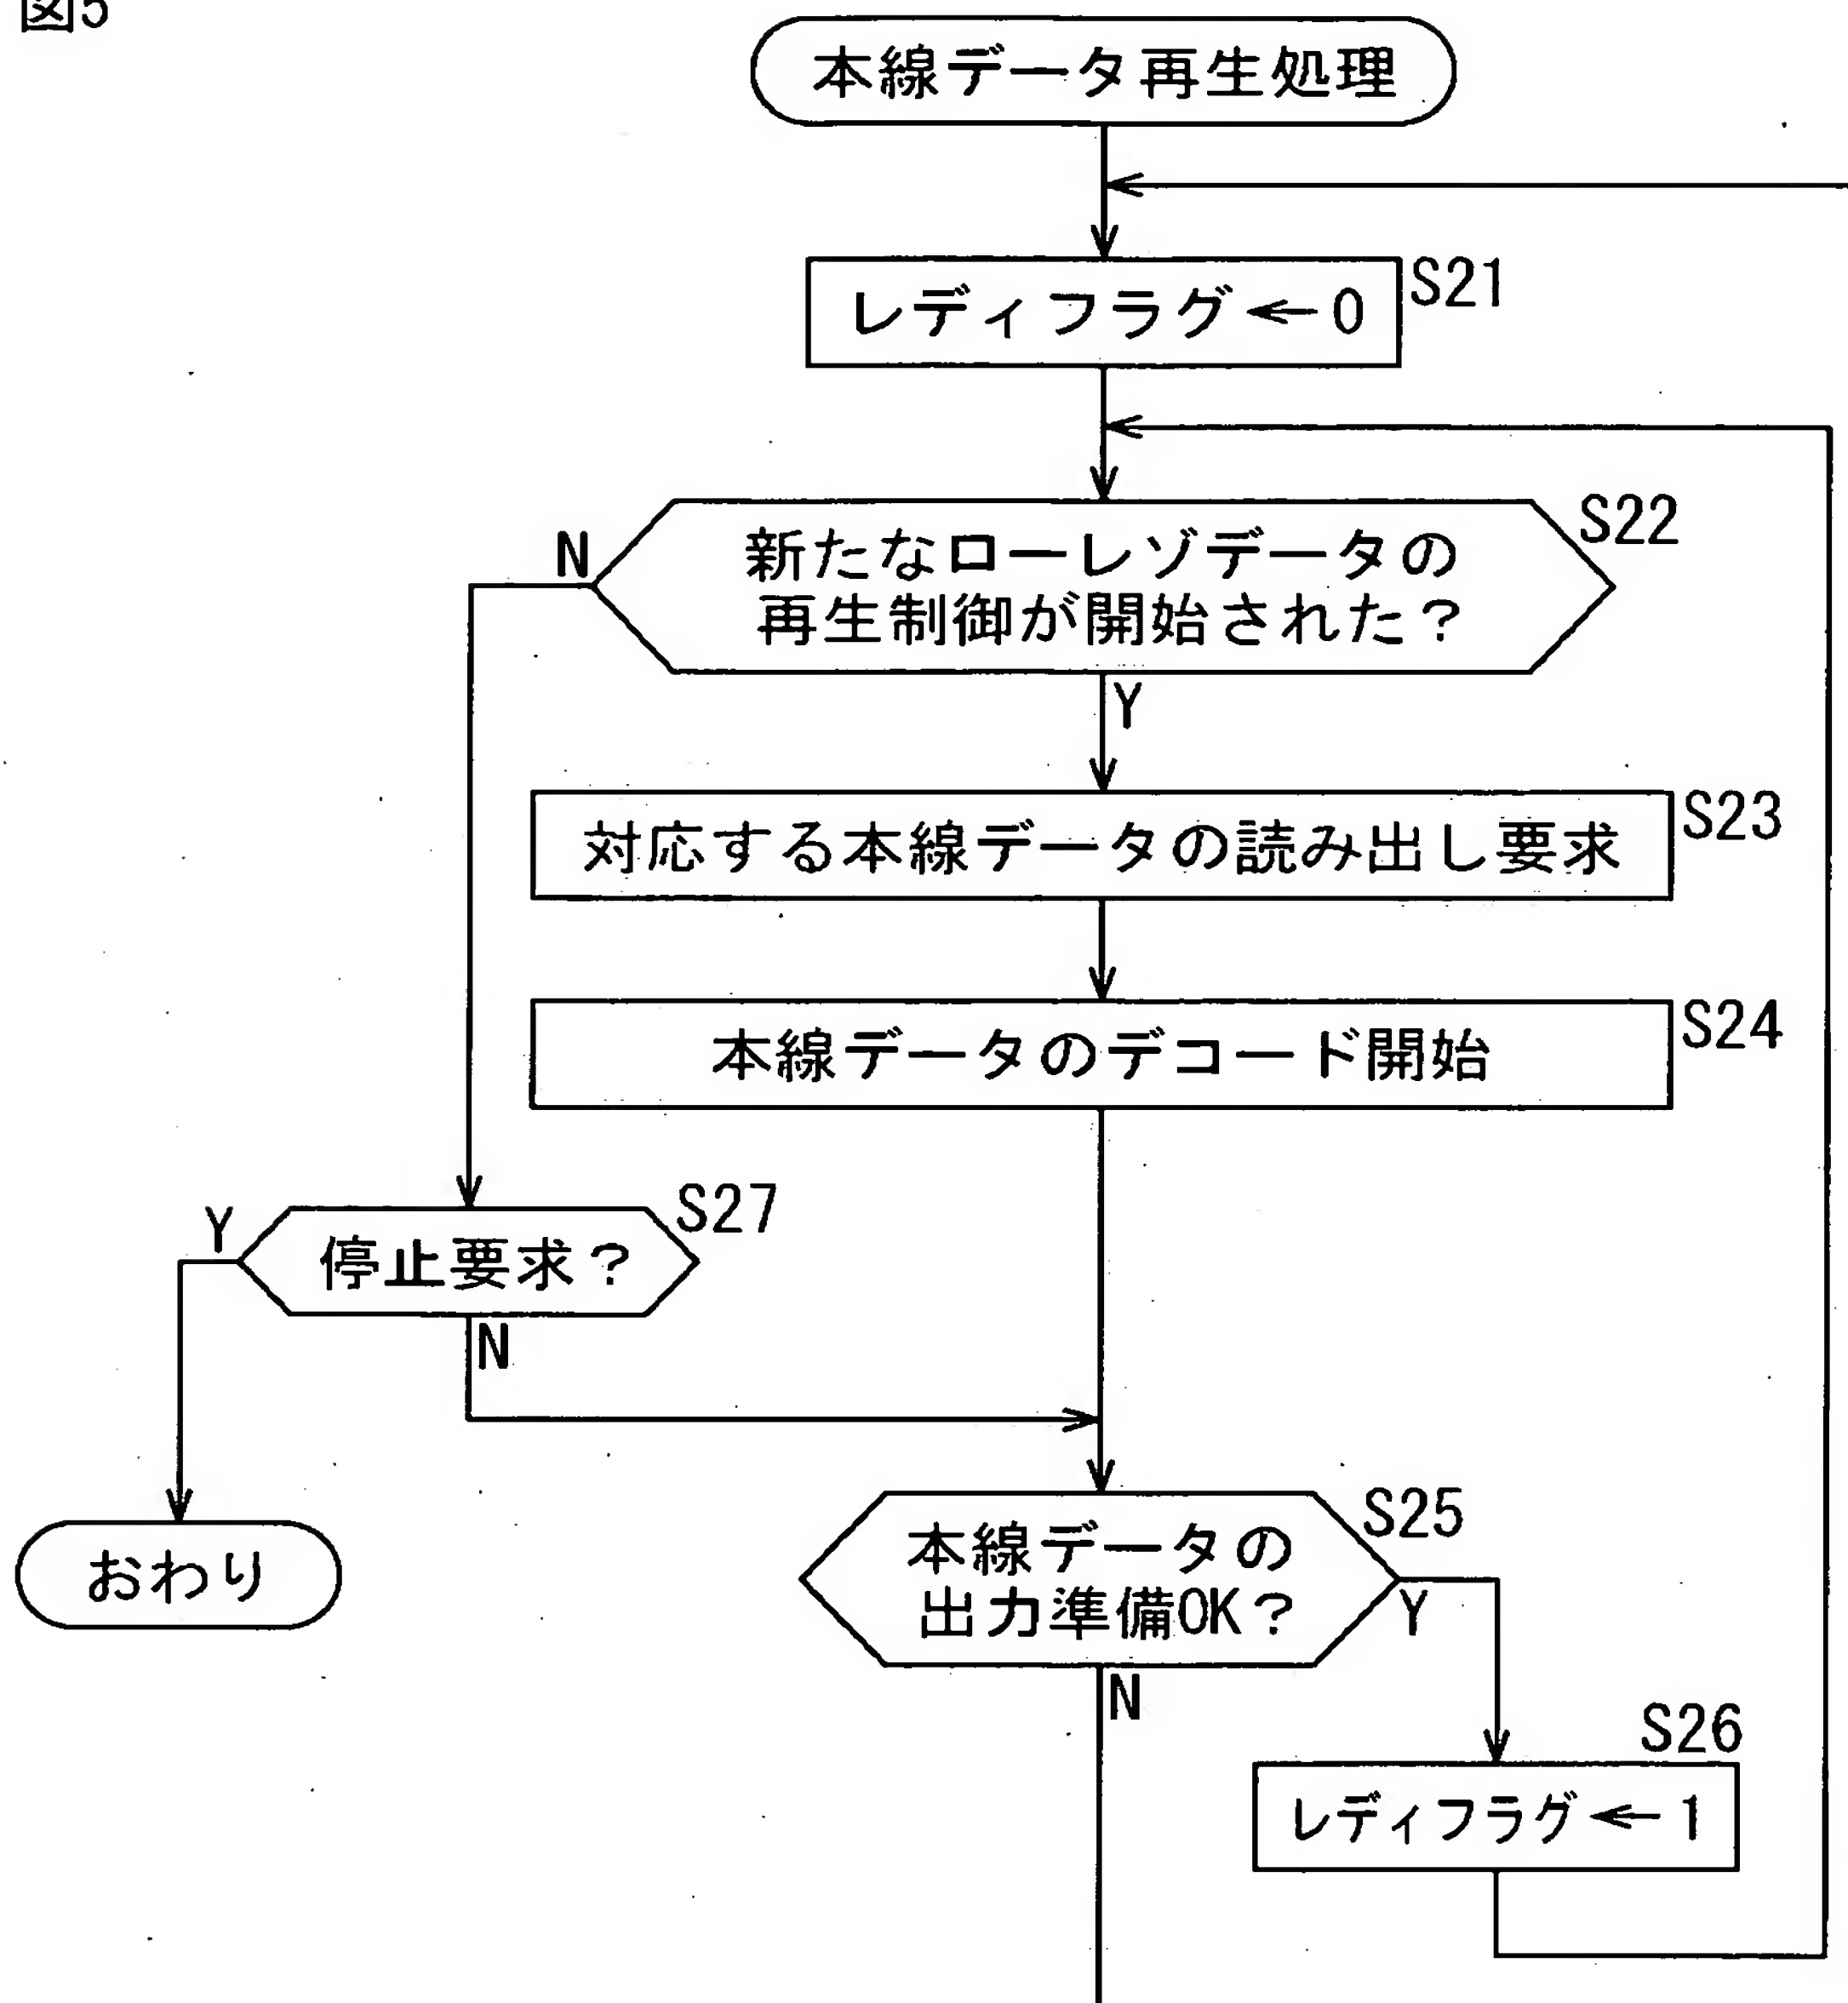 図5
本線データ再生処理
レディフラグ←0
S21
新たなローレゾデータの
再生制御が開始された？
S22
N
Y
対応する本線データの読み出し要求
S23
本線データのデコード開始
S24
停止要求？
S27
Y
N
おわり
本線データの
出力準備OK？
S25
Y
N
レディフラグ←1
S26